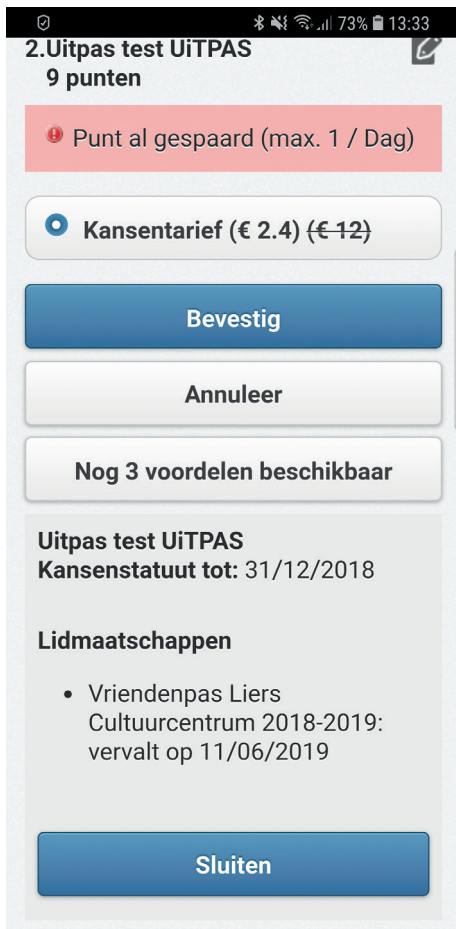 73% 13:33
2.Uitpas test UiTPAS
9 punten
Punt al gespaard (max. 1 / Dag)
Kansentarief (€ 2.4) (€ 12)
Bevestig
Annuleer
Nog 3 voordelen beschikbaar
Uitpas test UiTPAS
Kansenstatuut tot: 31/12/2018
Lidmaatschappen
• Vriendenpas Liers
Cultuurcentrum 2018-2019:
vervalt op 11/06/2019
Sluiten